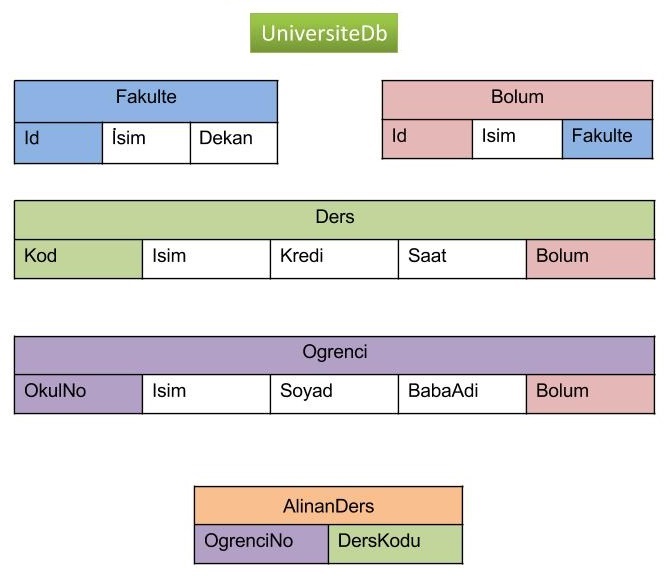 UniversiteDb
Fakulte
Id İsim Dekan
Bolum
Id Isim Fakulte
Ders
Kod Isim Kredi Saat Bolum
Ogrenci
OkulNo Isim Soyad BabaAdi Bolum
AlinanDers
OgrenciNo DersKodu